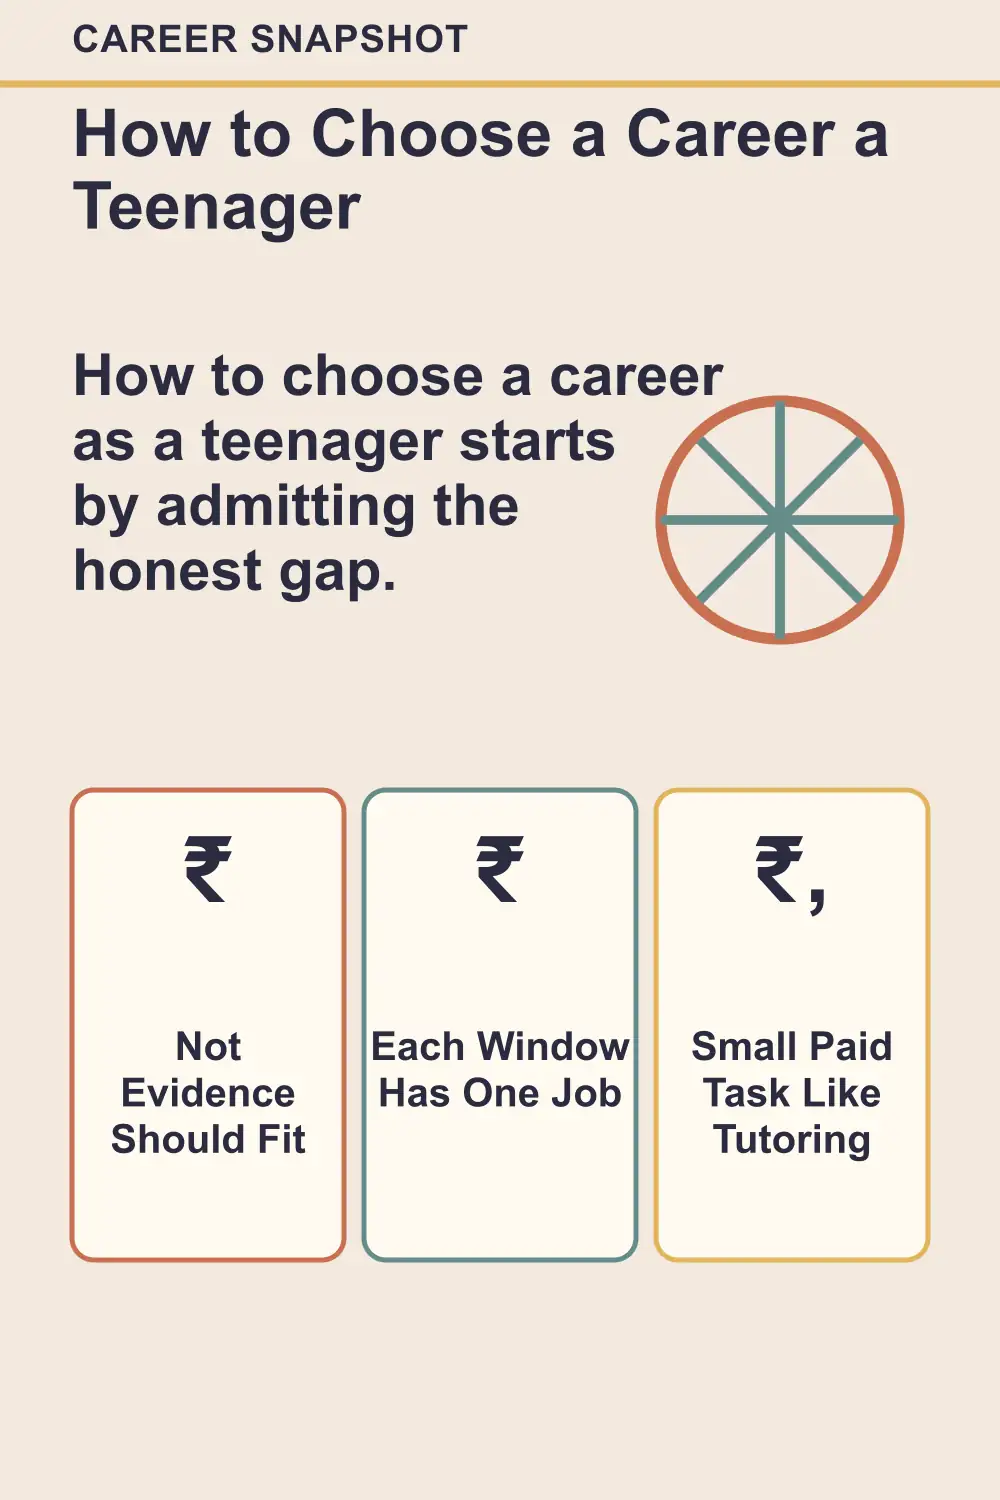 CAREER SNAPSHOT
How to Choose a Career a
Teenager
How to choose a career
as a teenager starts
by admitting the
honest gap.
₹
Not
Evidence
Should Fit
₹
Each Window
Has One Job
₹,
Small Paid
Task Like
Tutoring